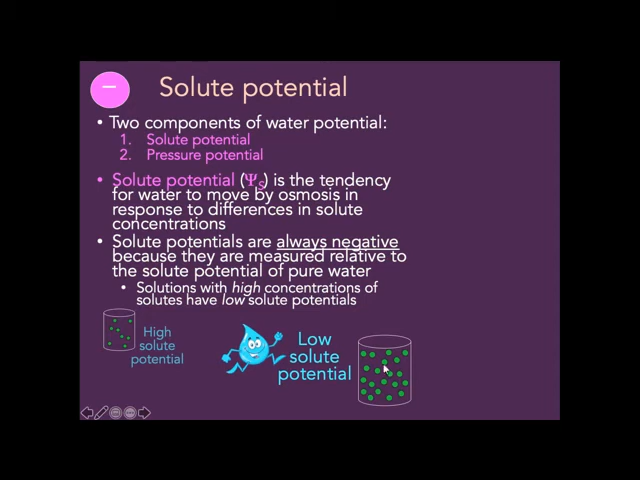 Solute potential
• Two components of water potential:
1. Solute potential
2. Pressure potential
• Solute potential (Ψs) is the tendency
for water to move by osmosis in
response to differences in solute
concentrations
• Solute potentials are always negative
because they are measured relative to
the solute potential of pure water
• Solutions with high concentrations of
solutes have low solute potentials
High
solute
potential
Low
solute
potential